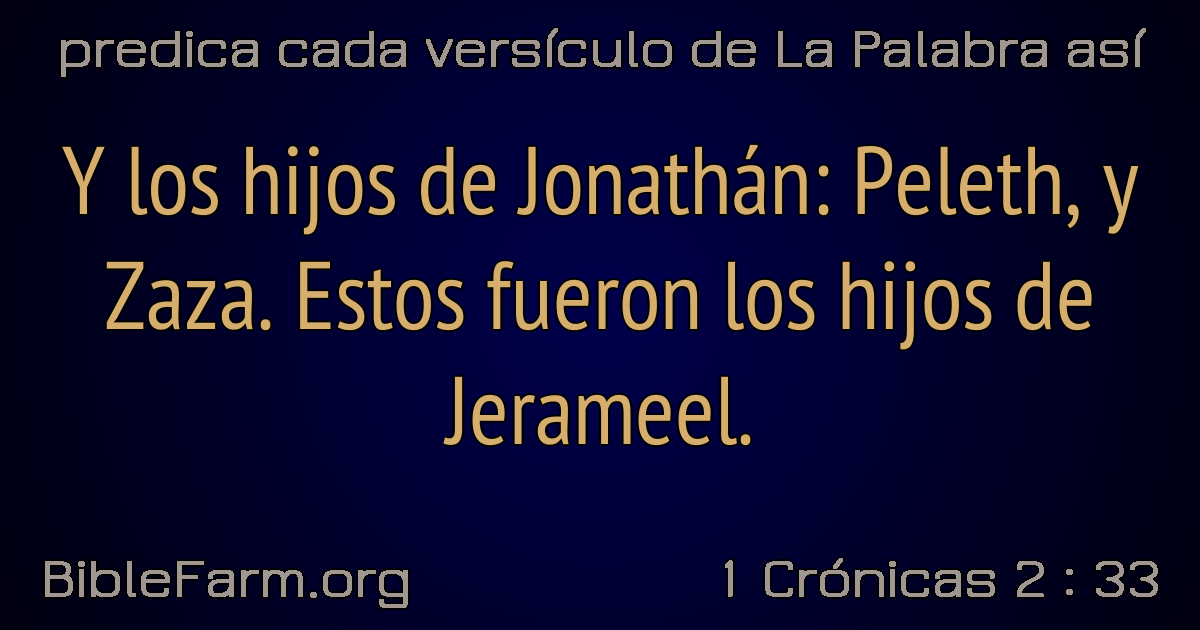 predica cada versículo de La Palabra así
Y los hijos de Jonathán: Peleth, y
Zaza. Estos fueron los hijos de
Jerameel.
BibleFarm.org
1 Crónicas 2 : 33